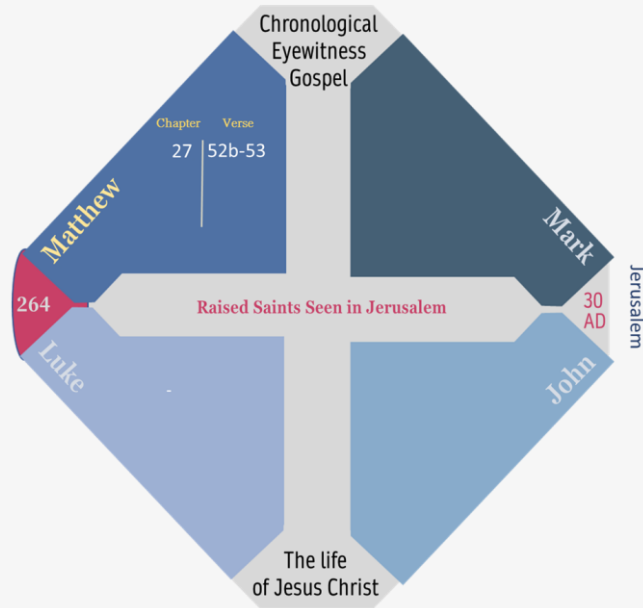 Chronological
Eyewitness
Gospel
Chapter Verse
27 52b-53
Matthew
Mark
264
Raised Saints Seen in Jerusalem
30
AD
Jerusalem
Luke
-
John
The life
of Jesus Christ